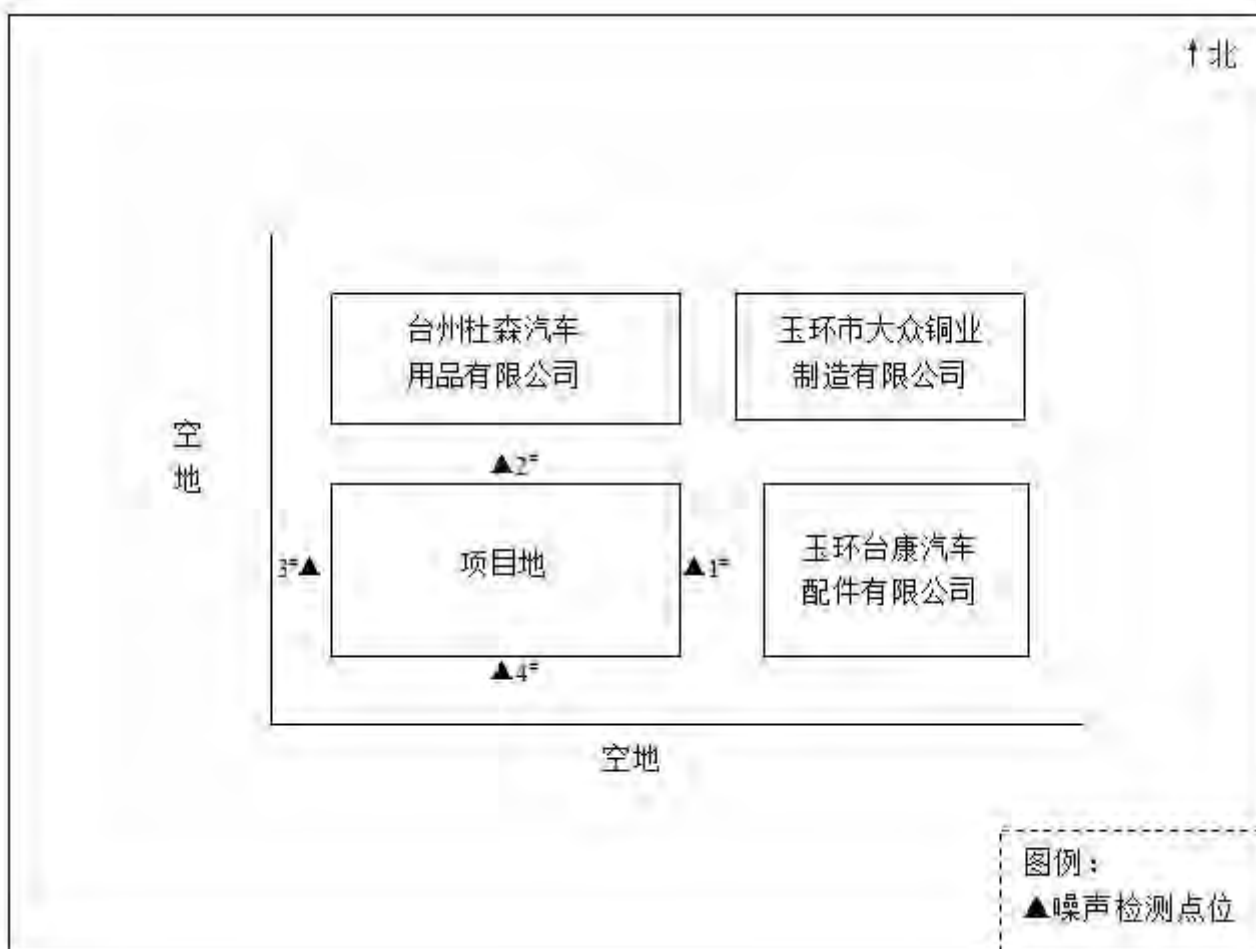 ↑北
台州杜森汽车
用品有限公司
玉环市大众铜业
制造有限公司
空
地
▲2#
3#▲
项目地
▲1#
玉环台康汽车
配件有限公司
▲4#
空地
图例：
▲噪声检测点位